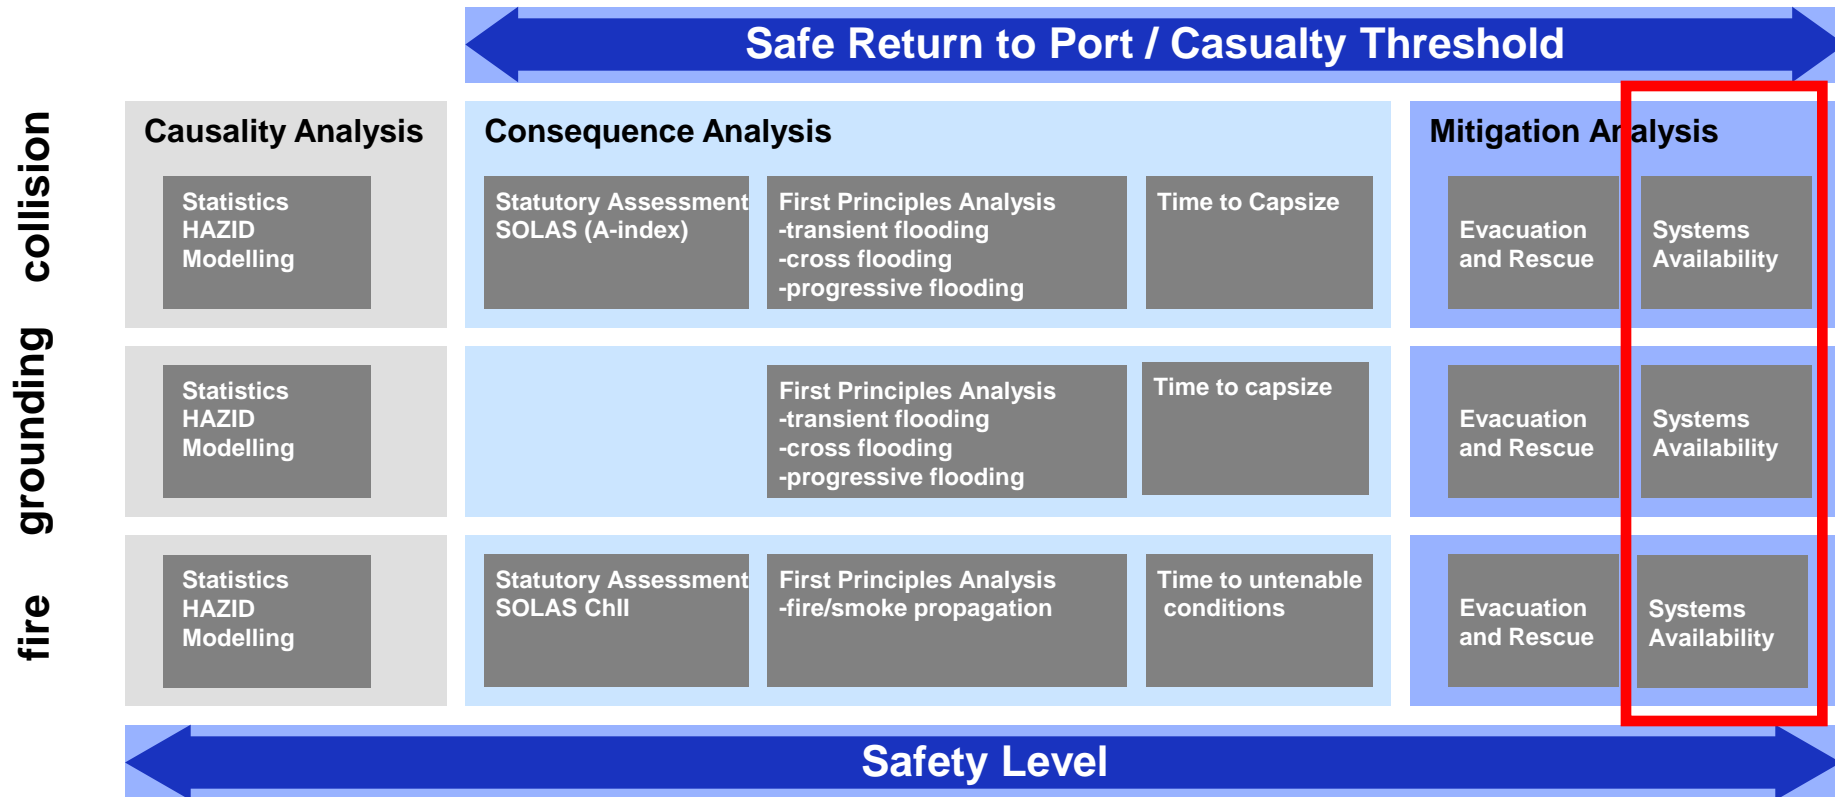 Safe Return to Port / Casualty Threshold
collision
Causality Analysis
Statistics
HAZID
Modelling
Consequence Analysis
Statutory Assessment
SOLAS (A-index)
First Principles Analysis
-transient flooding
-cross flooding
-progressive flooding
Time to Capsize
Mitigation Analysis
Evacuation
and Rescue
Systems
Availability
grounding
Statistics
HAZID
Modelling
First Principles Analysis
-transient flooding
-cross flooding
-progressive flooding
Time to capsize
Evacuation
and Rescue
Systems
Availability
fire
Statistics
HAZID
Modelling
Statutory Assessment
SOLAS ChII
First Principles Analysis
-fire/smoke propagation
Time to untenable
conditions
Evacuation
and Rescue
Systems
Availability
Safety Level